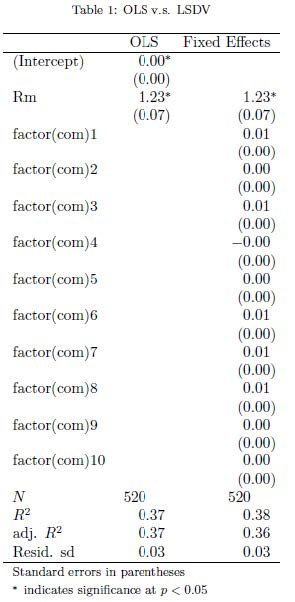 Table 1: OLS v.s. LSDV
OLS Fixed Effects
(Intercept) 0.00*
(0.00)
Rm 1.23* 1.23*
(0.07) (0.07)
factor(com)1 0.01
(0.00)
factor(com)2 0.00
(0.00)
factor(com)3 0.01
(0.00)
factor(com)4 −0.00
(0.00)
factor(com)5 0.00
(0.00)
factor(com)6 0.01
(0.00)
factor(com)7 0.01
(0.00)
factor(com)8 0.01
(0.00)
factor(com)9 0.00
(0.00)
factor(com)10 0.00
(0.00)
N 520 520
R² 0.37 0.38
adj. R² 0.37 0.36
Resid. sd 0.03 0.03
Standard errors in parentheses
* indicates significance at p < 0.05